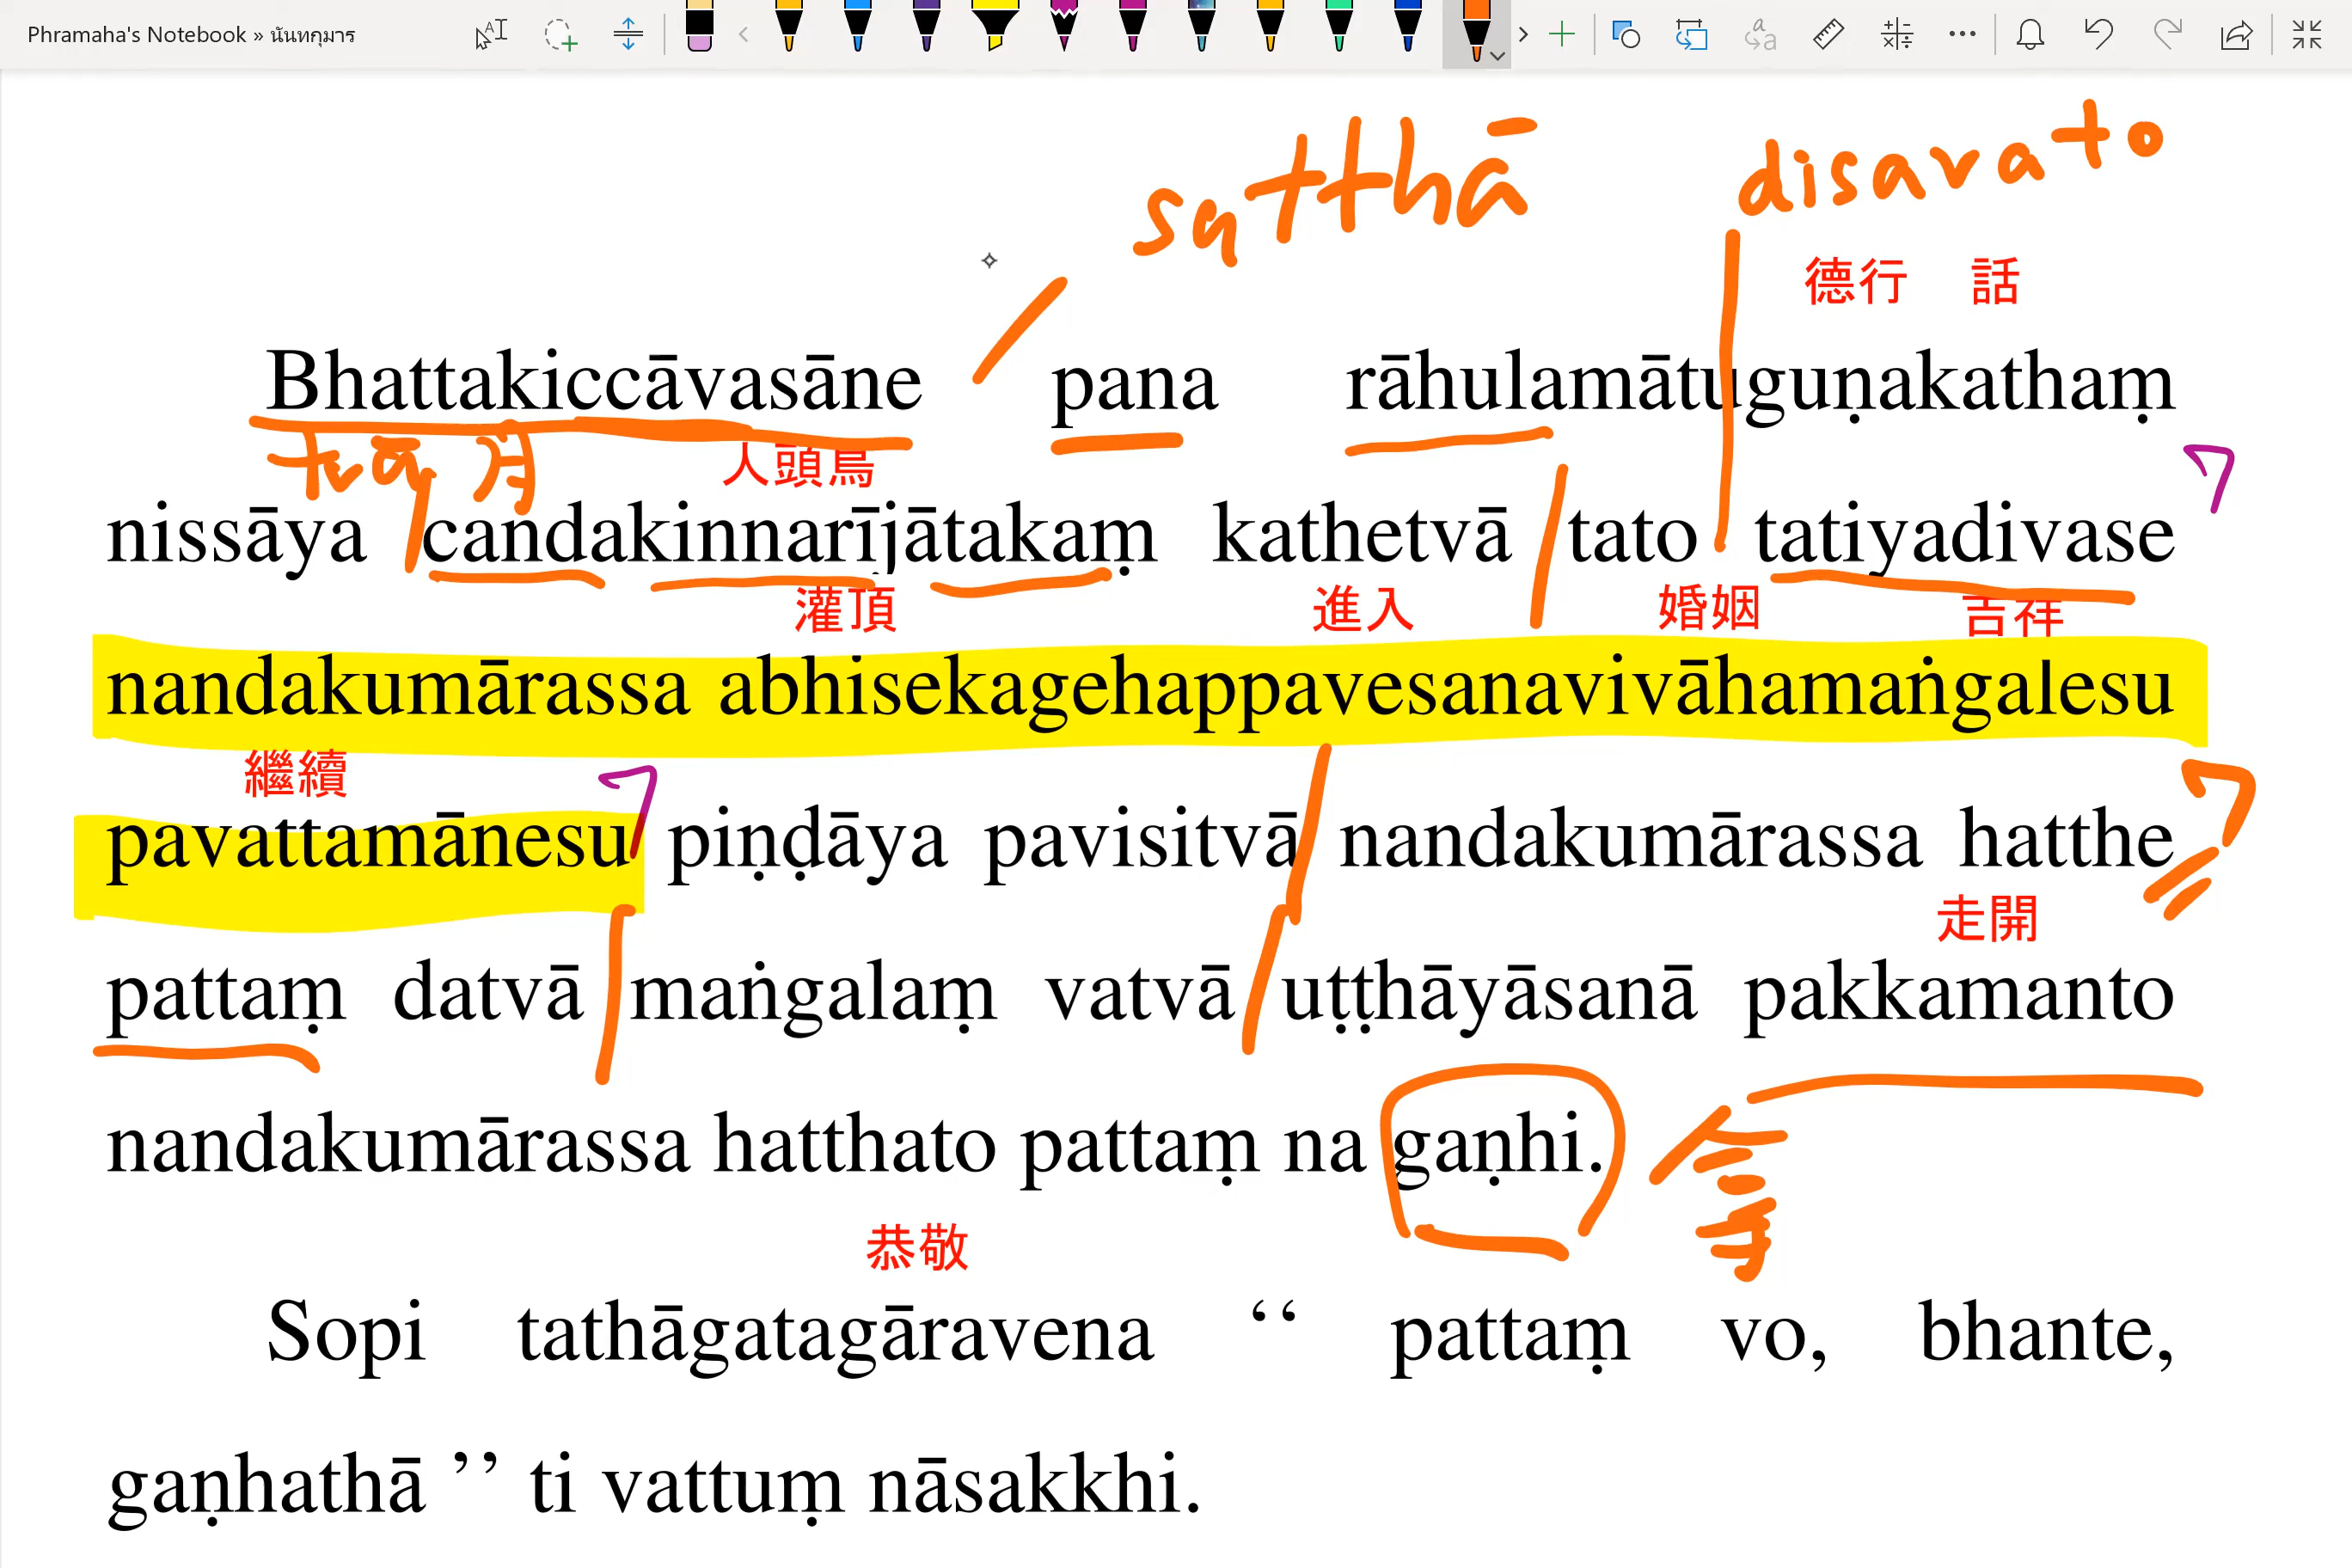 Phramaha's Notebook » นันทกุมาร
satthā
disavato
德行 話
Bhattakiccāvasāne pana rāhulamātuguṇakathaṃ
月 人頭鳥
nissāya candakinnarījātakaṃ kathetvā tato tatiyadivase
灌頂 進入 婚姻 吉祥
nandakumārassa abhisekagehappavesanavivāhamaṅgalesu
繼續
pavattamānesu piṇḍāya pavisitvā nandakumārassa hatthe
走開
pattaṃ datvā maṅgalaṃ vatvā uṭṭhāyāsanā pakkamanto
nandakumārassa hatthato pattaṃ na gaṇhi.
拿
恭敬
Sopi tathāgatagāravena ‘‘ pattaṃ vo, bhante,
gaṇhathā ’’ ti vattuṃ nāsakkhi.